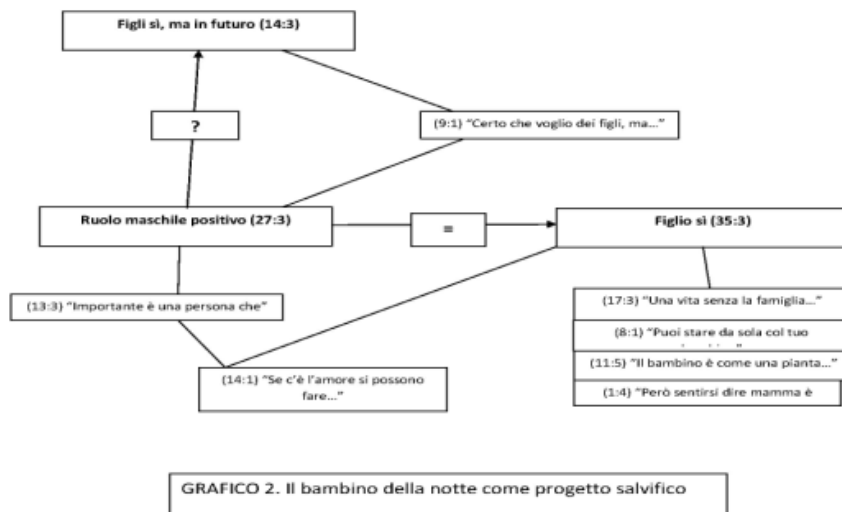 Figli sì, ma in futuro (14:3)
?
(9:1) “Certo che voglio dei figli, ma…”
Ruolo maschile positivo (27:3)
=
Figlio sì (35:3)
(13:3) “Importante è una persona che”
(17:3) “Una vita senza la famiglia…”
(8:1) “Puoi stare da sola col tuo
(11:5) “Il bambino è come una pianta…”
(1:4) “Però sentirsi dire mamma è
(14:1) “Se c’è l’amore si possono
fare…”
GRAFICO 2. Il bambino della notte come progetto salvifico